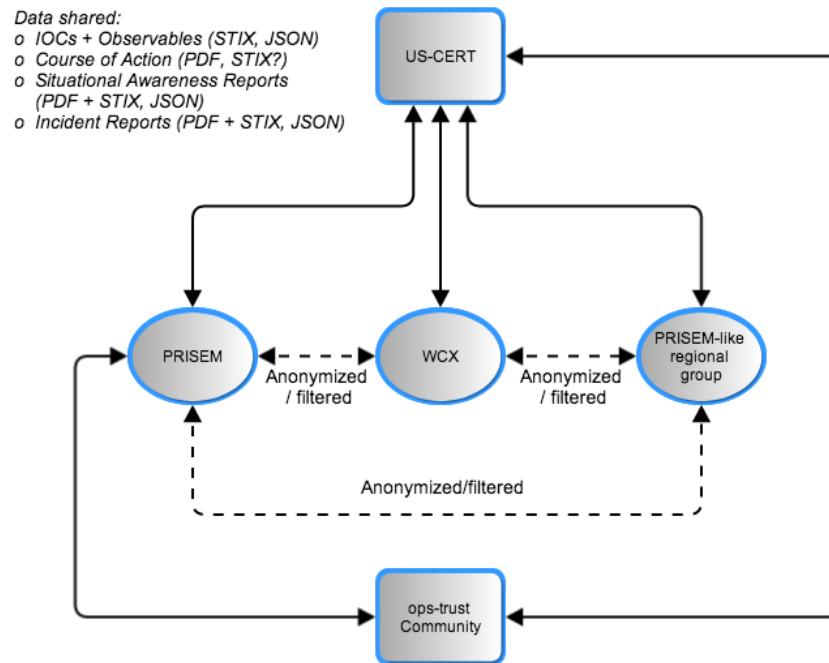 Data shared:
o IOCs + Observables (STIX, JSON)
o Course of Action (PDF, STIX?)
o Situational Awareness Reports
(PDF + STIX, JSON)
o Incident Reports (PDF + STIX, JSON)
US-CERT
PRISEM
WCX
PRISEM-like
regional
group
Anonymized
/ filtered
Anonymized
/ filtered
Anonymized/filtered
ops-trust
Community